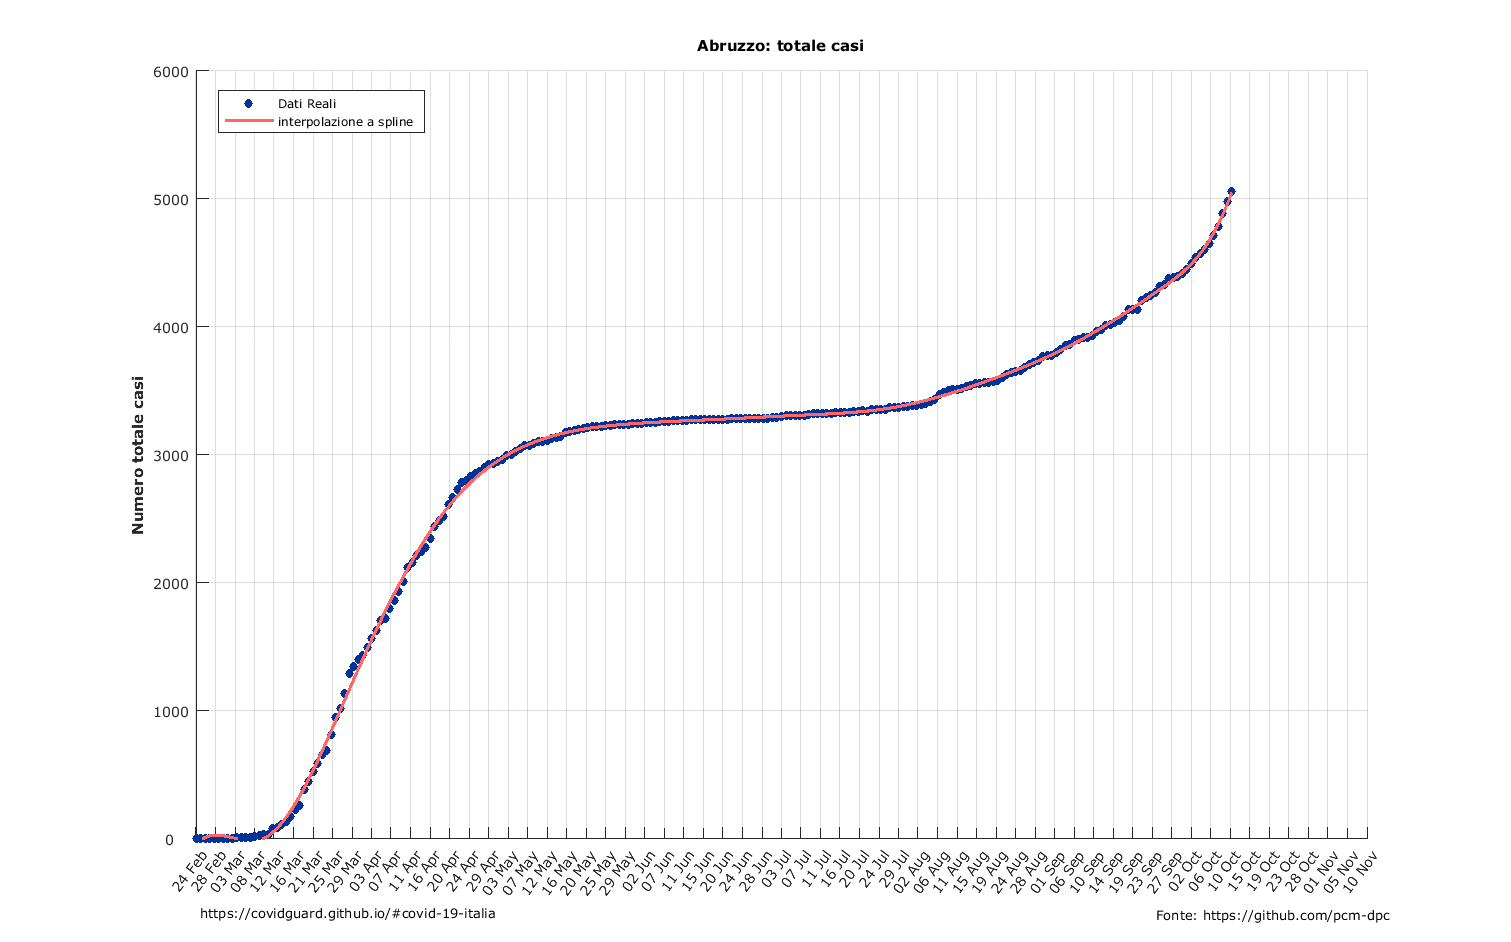 Abruzzo: totale casi
6000
5000
4000
3000
2000
1000
0
Numero totale casi
Dati Reali
interpolazione a spline
24 Feb
28 Feb
03 Mar
08 Mar
12 Mar
16 Mar
21 Mar
25 Mar
29 Mar
03 Apr
07 Apr
11 Apr
16 Apr
20 Apr
24 Apr
29 Apr
03 May
07 May
12 May
16 May
20 May
25 May
29 May
02 Jun
07 Jun
11 Jun
15 Jun
20 Jun
24 Jun
28 Jun
03 Jul
07 Jul
11 Jul
16 Jul
20 Jul
24 Jul
29 Jul
02 Aug
06 Aug
11 Aug
15 Aug
19 Aug
24 Aug
28 Aug
01 Sep
06 Sep
10 Sep
14 Sep
19 Sep
23 Sep
27 Sep
02 Oct
06 Oct
10 Oct
15 Oct
19 Oct
23 Oct
28 Oct
01 Nov
05 Nov
10 Nov
https://covidguard.github.io/#covid-19-italia
Fonte: https://github.com/pcm-dpc